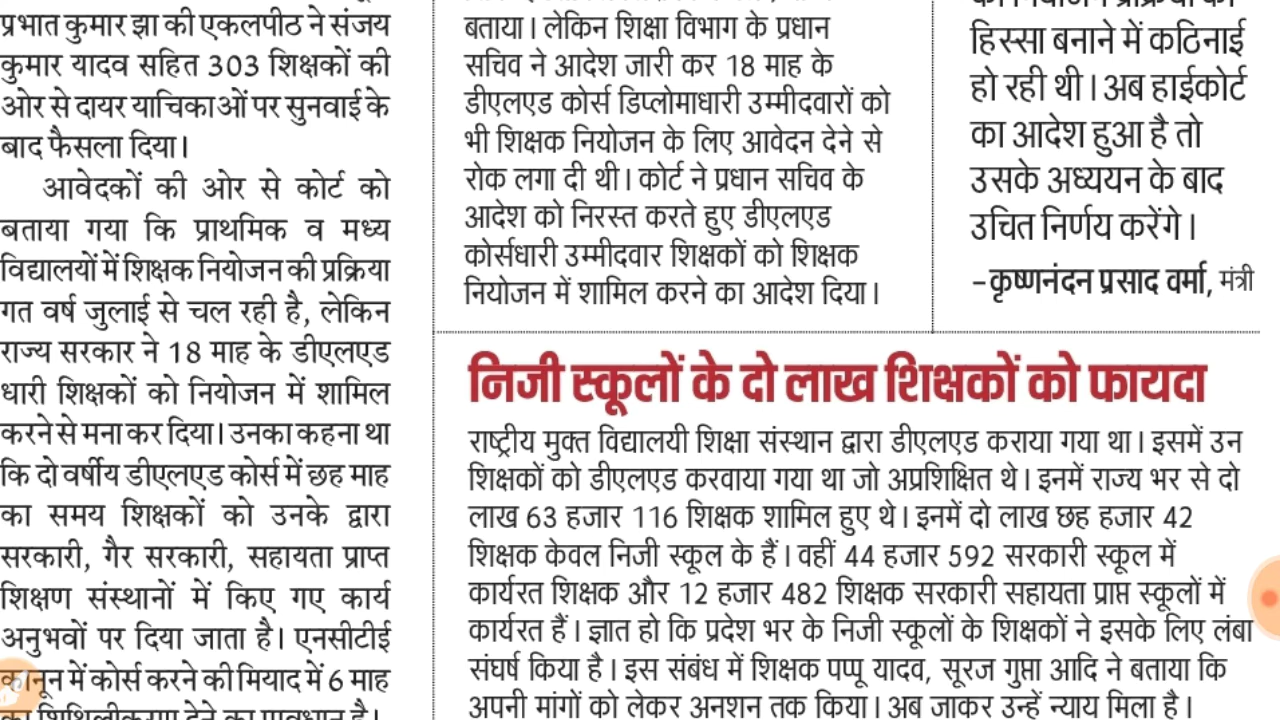 प्रभात कुमार झा की एकलपीठ ने संजय
कुमार यादव सहित 303 शिक्षकों की
ओर से दायर याचिकाओं पर सुनवाई के
बाद फैसला दिया।
आवेदकों की ओर से कोर्ट को
बताया गया कि प्राथमिक व मध्य
विद्यालयों में शिक्षक नियोजन की प्रक्रिया
गत वर्ष जुलाई से चल रही है, लेकिन
राज्य सरकार ने 18 माह के डीएलएड
धारी शिक्षकों को नियोजन में शामिल
करने से मना कर दिया। उनका कहना था
कि दो वर्षीय डीएलएड कोर्स में छह माह
का समय शिक्षकों को उनके द्वारा
सरकारी, गैर सरकारी, सहायता प्राप्त
शिक्षण संस्थानों में किए गए कार्य
अनुभवों पर दिया जाता है। एनसीटीई
कानून में कोर्स करने की मियाद में 6 माह
बताया। लेकिन शिक्षा विभाग के प्रधान
सचिव ने आदेश जारी कर 18 माह के
डीएलएड कोर्स डिप्लोमाधारी उम्मीदवारों को
भी शिक्षक नियोजन के लिए आवेदन देने से
रोक लगा दी थी। कोर्ट ने प्रधान सचिव के
आदेश को निरस्त करते हुए डीएलएड
कोर्सधारी उम्मीदवार शिक्षकों को शिक्षक
नियोजन में शामिल करने का आदेश दिया।
हिस्सा बनाने में कठिनाई
हो रही थी। अब हाईकोर्ट
का आदेश हुआ है तो
उसके अध्ययन के बाद
उचित निर्णय करेंगे।
-कृष्णनंदन प्रसाद वर्मा, मंत्री
निजी स्कूलों के दो लाख शिक्षकों को फायदा
राष्ट्रीय मुक्त विद्यालयी शिक्षा संस्थान द्वारा डीएलएड कराया गया था। इसमें उन
शिक्षकों को डीएलएड करवाया गया था जो अप्रशिक्षित थे। इनमें राज्य भर से दो
लाख 63 हजार 116 शिक्षक शामिल हुए थे। इनमें दो लाख छह हजार 42
शिक्षक केवल निजी स्कूल के हैं। वहीं 44 हजार 592 सरकारी स्कूल में
कार्यरत शिक्षक और 12 हजार 482 शिक्षक सरकारी सहायता प्राप्त स्कूलों में
कार्यरत हैं। ज्ञात हो कि प्रदेश भर के निजी स्कूलों के शिक्षकों ने इसके लिए लंबा
संघर्ष किया है। इस संबंध में शिक्षक पप्पू यादव, सूरज गुप्ता आदि ने बताया कि
अपनी मांगों को लेकर अनशन तक किया। अब जाकर उन्हें न्याय मिला है।